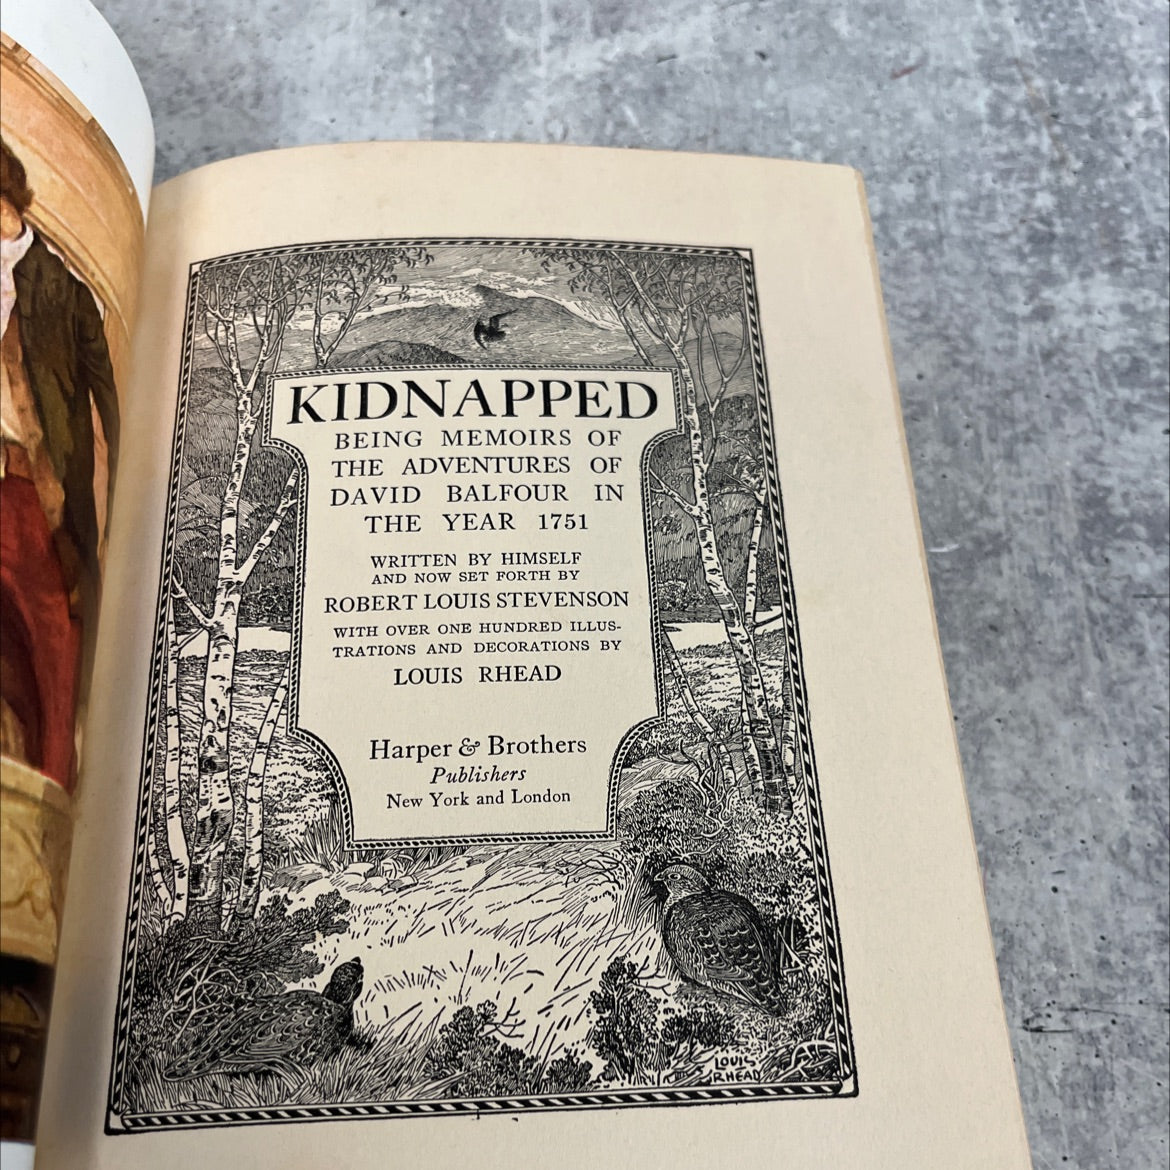 KIDNAPPED
BEING MEMOIRS OF
THE ADVENTURES OF
DAVID BALFOUR IN
THE YEAR 1751
WRITTEN BY HIMSELF
AND NOW SET FORTH BY
ROBERT LOUIS STEVENSON
WITH OVER ONE HUNDRED ILLUS-
TRATIONS AND DECORATIONS BY
LOUIS RHEAD
Harper & Brothers
Publishers
New York and London
LOUIS
RHEAD